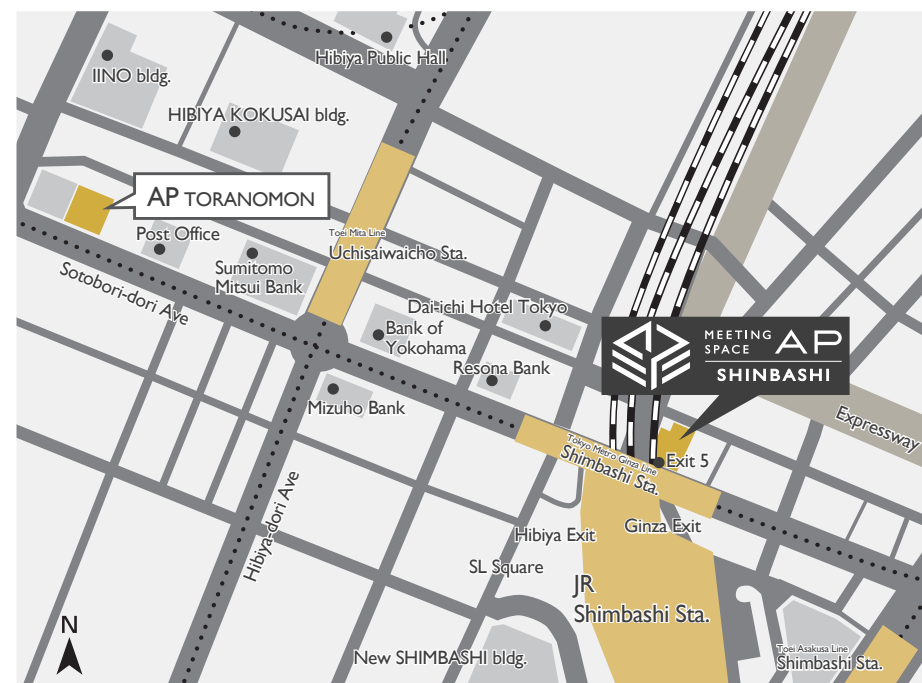 Hibiya Public Hall
IINO bldg.
HIBIYA KOKUSAI bldg.
AP TORANOMON
Post Office
Toei Mita Line
Uchisaiwaicho Sta.
Sumitomo
Mitsui Bank
Sotobori-dori Ave
Dai-ichi Hotel Tokyo
Bank of
Yokohama
Resona Bank
Mizuho Bank
MEETING
SPACE
AP
SHINBASHI
Expressway
Tokyo Metro Ginza Line
Shimbashi Sta.
Exit 5
Hibiya-dori Ave
Hibiya Exit
Ginza Exit
SL Square
JR
Shimbashi Sta.
N
New SHIMBASHI bldg.
Toei Asakusa Line
Shimbashi Sta.